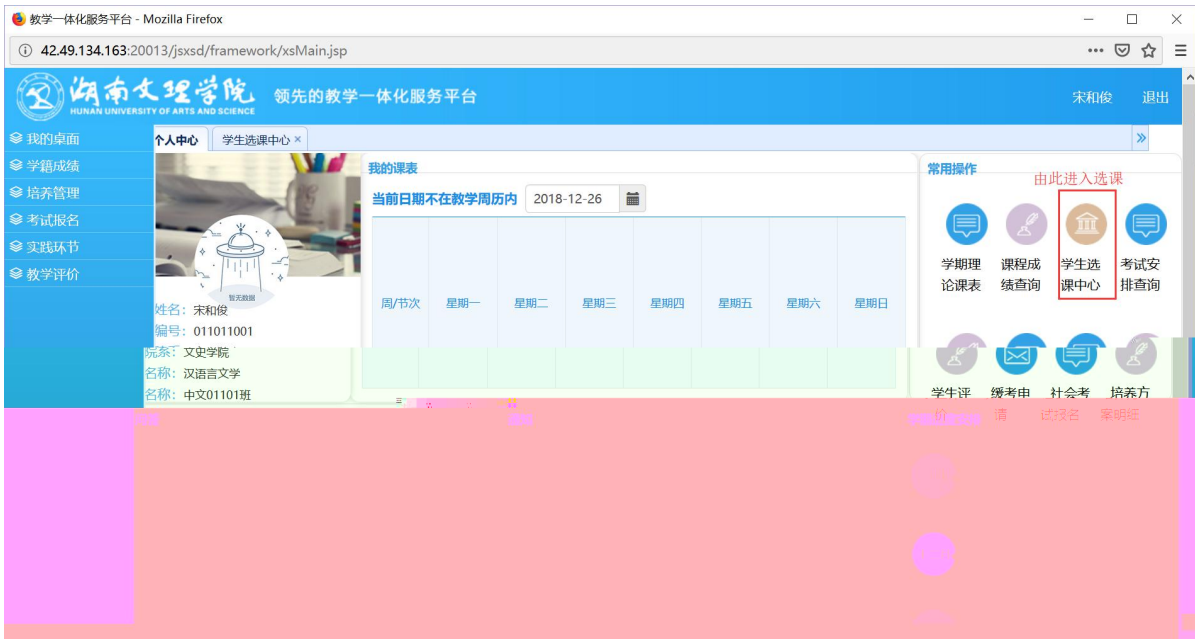 教学一体化服务平台 - Mozilla Firefox
42.49.134.163:20013/jsxsd/framework/xsMain.jsp
湖南文理学院
HUNAN UNIVERSITY OF ARTS AND SCIENCE
领先的教学一体化服务平台
宋和俊 退出
我的桌面
学籍成绩
培养管理
考试报名
实践环节
教学评价
个人中心 学生选课中心 ×
暂无数据
姓名：宋和俊
编号：011011001
院系：文史学院
名称：汉语言文学
名称：中文01101班
我的课表
当前日期不在教学周历内 2018-12-26
周/节次 星期一 星期二 星期三 星期四 星期五 星期六 星期日
常用操作
由此进入选课
学期理论课表
课程成绩查询
学生选课中心
考试安排查询
学生评价
缓考申请
社会考试报名
培养方案明细